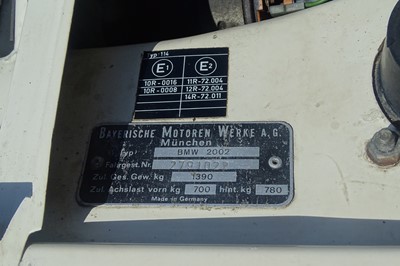 Typ 114
E1 E2
10R-0016 11R-72.004
10R-0008 12R-72.004
14R-72.011
BAYERISCHE MOTOREN WERKE A.G.
München
Typ BMW 2002
Fahrgest. Nr.
Zul. Ges. Gew. kg 1390
Zul. Achslast vorn kg 700 hint. kg 780
Made in Germany